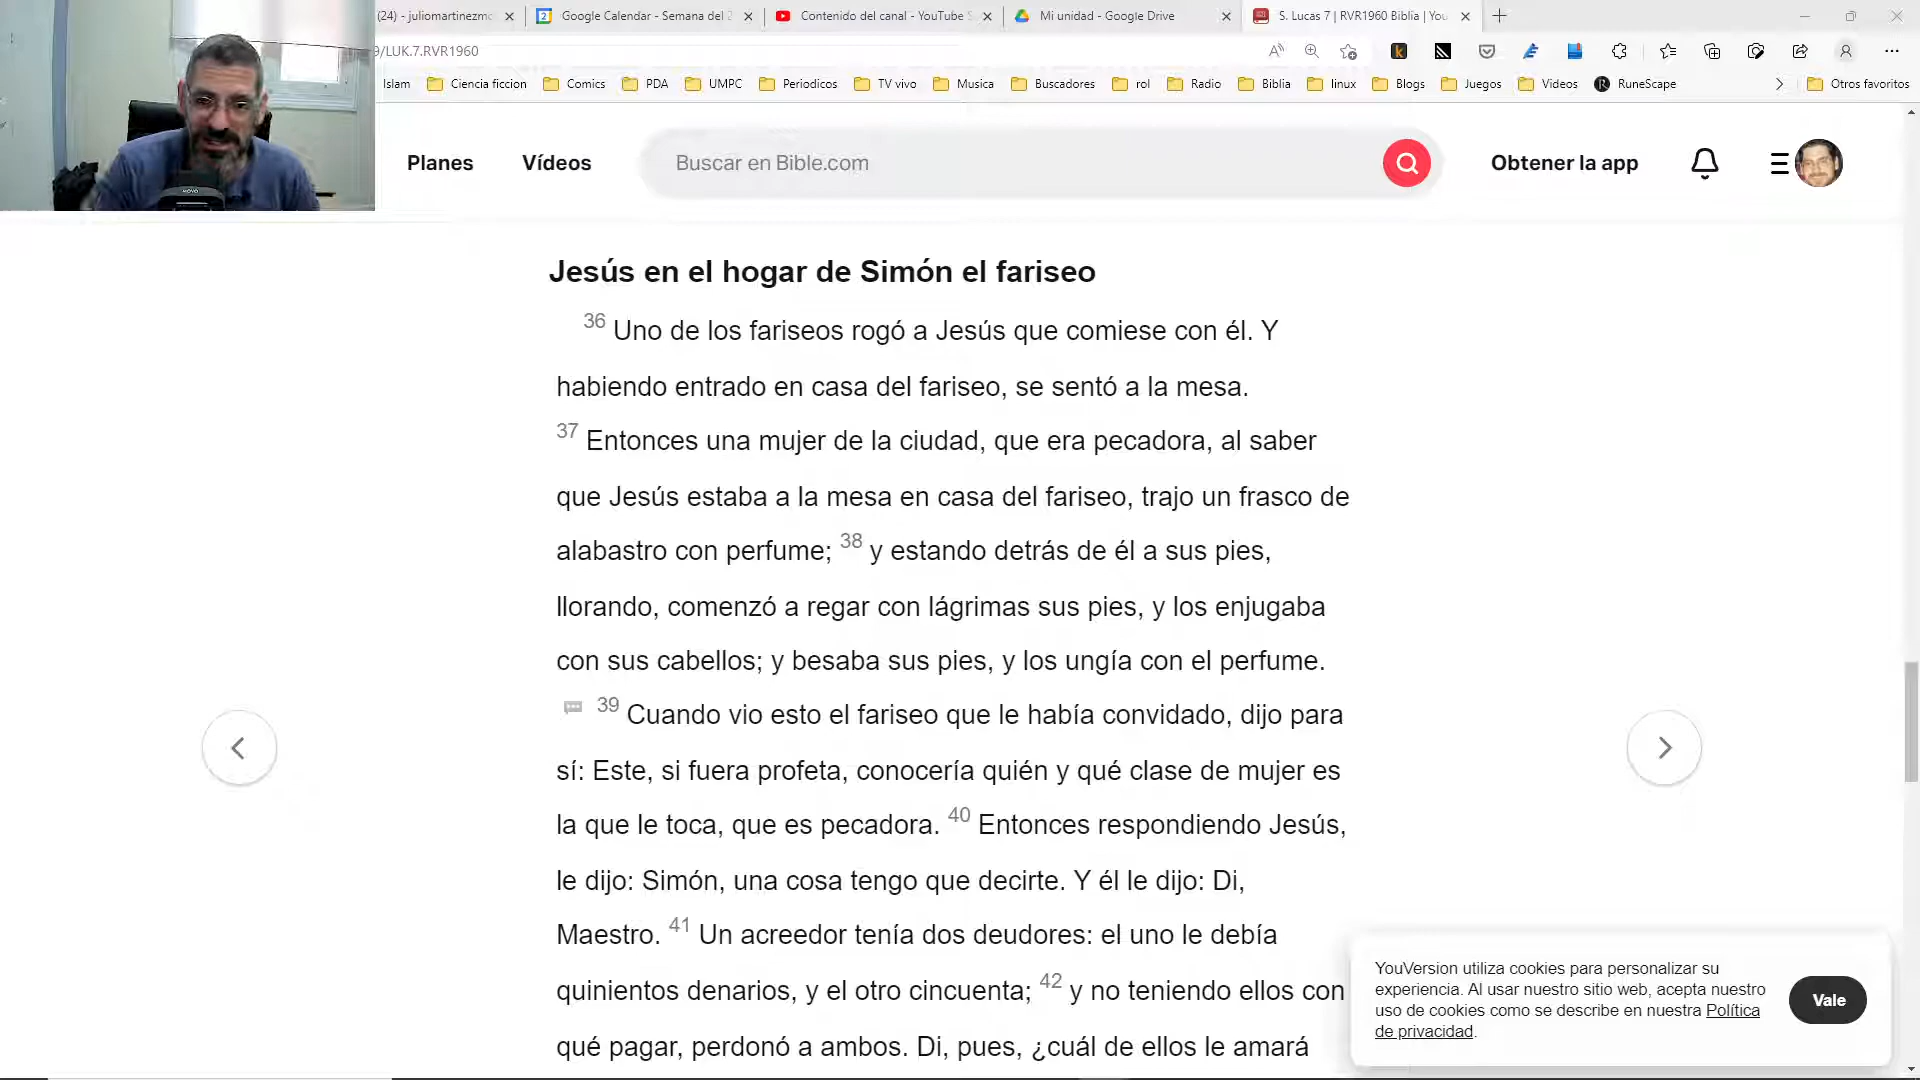 (24) - juliomartinezmo
Google Calendar - Semana del 2
Contenido del canal - YouTube S
Mi unidad - Google Drive
S. Lucas 7 | RVR1960 Biblia | You
9/LUK.7.RVR1960
Islam
Ciencia ficcion
Comics
PDA
UMPC
Periodicos
TV vivo
Musica
Buscadores
rol
Radio
Biblia
linux
Blogs
Juegos
Videos
RuneScape
Otros favoritos
Planes
Vídeos
Buscar en Bible.com
Obtener la app
Jesús en el hogar de Simón el fariseo
36 Uno de los fariseos rogó a Jesús que comiese con él. Y
habiendo entrado en casa del fariseo, se sentó a la mesa.
37 Entonces una mujer de la ciudad, que era pecadora, al saber
que Jesús estaba a la mesa en casa del fariseo, trajo un frasco de
alabastro con perfume; 38 y estando detrás de él a sus pies,
llorando, comenzó a regar con lágrimas sus pies, y los enjugaba
con sus cabellos; y besaba sus pies, y los ungía con el perfume.
39 Cuando vio esto el fariseo que le había convidado, dijo para
sí: Este, si fuera profeta, conocería quién y qué clase de mujer es
la que le toca, que es pecadora. 40 Entonces respondiendo Jesús,
le dijo: Simón, una cosa tengo que decirte. Y él le dijo: Di,
Maestro. 41 Un acreedor tenía dos deudores: el uno le debía
quinientos denarios, y el otro cincuenta; 42 y no teniendo ellos con
qué pagar, perdonó a ambos. Di, pues, ¿cuál de ellos le amará
YouVersion utiliza cookies para personalizar su
experiencia. Al usar nuestro sitio web, acepta nuestro
uso de cookies como se describe en nuestra Política
de privacidad.
Vale